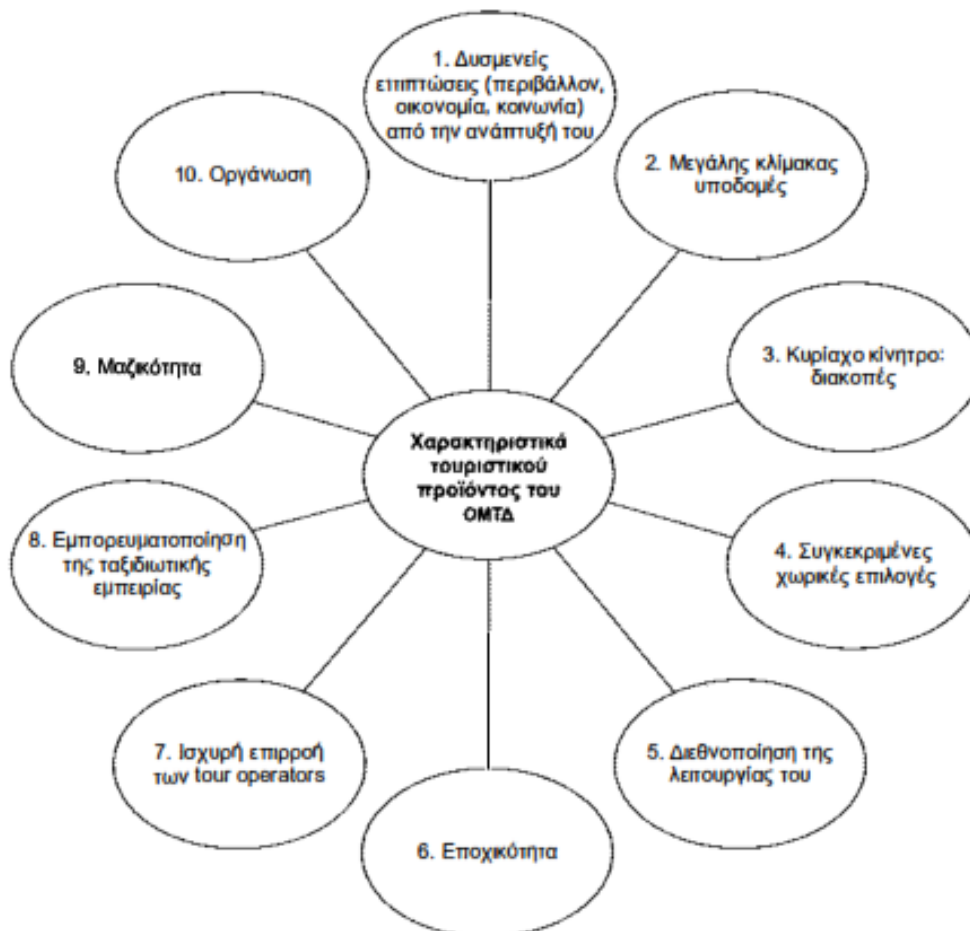 1. Δυσμενείς
επιπτώσεις (περιβάλλον,
οικονομία, κοινωνία)
από την ανάπτυξή του
2. Μεγάλης κλίμακας
υποδομές
3. Κυρίαχο κίνητρο:
διακοπές
4. Συγκεκριμένες
χωρικές επιλογές
5. Διεθνοποίηση της
λειτουργίας του
6. Εποχικότητα
7. Ισχυρή επιρροή
των tour operators
8. Εμπορευματοποίηση
της ταξιδιωτικής
εμπειρίας
9. Μαζικότητα
10. Οργάνωση
Χαρακτηριστικά
τουριστικού
προϊόντος του
ΟΜΤΔ